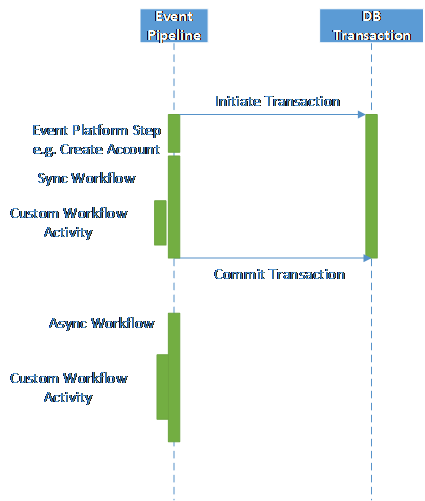 Event
Pipeline
DB
Transaction
Initiate Transaction
Event Platform Step
e.g. Create Account
Sync Workflow
Custom Workflow
Activity
Commit Transaction
Async Workflow
Custom Workflow
Activity